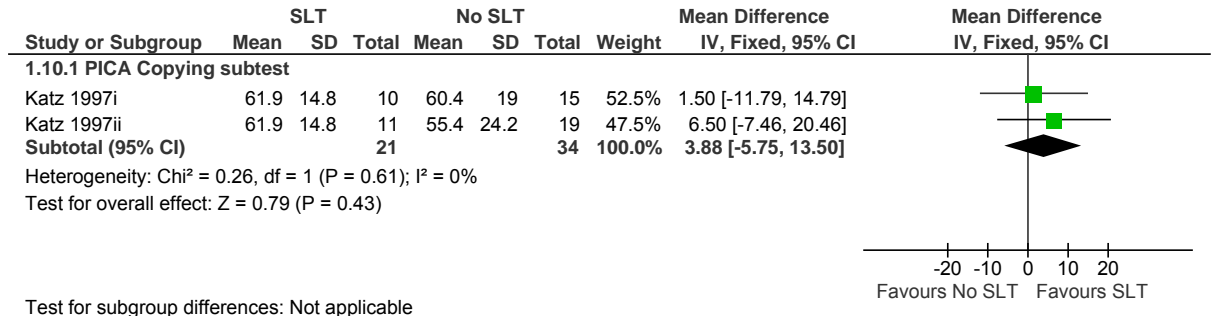 SLT No SLT Mean Difference Mean Difference
Study or Subgroup Mean SD Total Mean SD Total Weight IV, Fixed, 95% CI IV, Fixed, 95% CI
1.10.1 PICA Copying subtest
Katz 1997i 61.9 14.8 10 60.4 19 15 52.5% 1.50 [-11.79, 14.79]
Katz 1997ii 61.9 14.8 11 55.4 24.2 19 47.5% 6.50 [-7.46, 20.46]
Subtotal (95% CI) 21 34 100.0% 3.88 [-5.75, 13.50]
Heterogeneity: Chi² = 0.26, df = 1 (P = 0.61); I² = 0%
Test for overall effect: Z = 0.79 (P = 0.43)
-20 -10 0 10 20
Favours No SLT Favours SLT
Test for subgroup differences: Not applicable